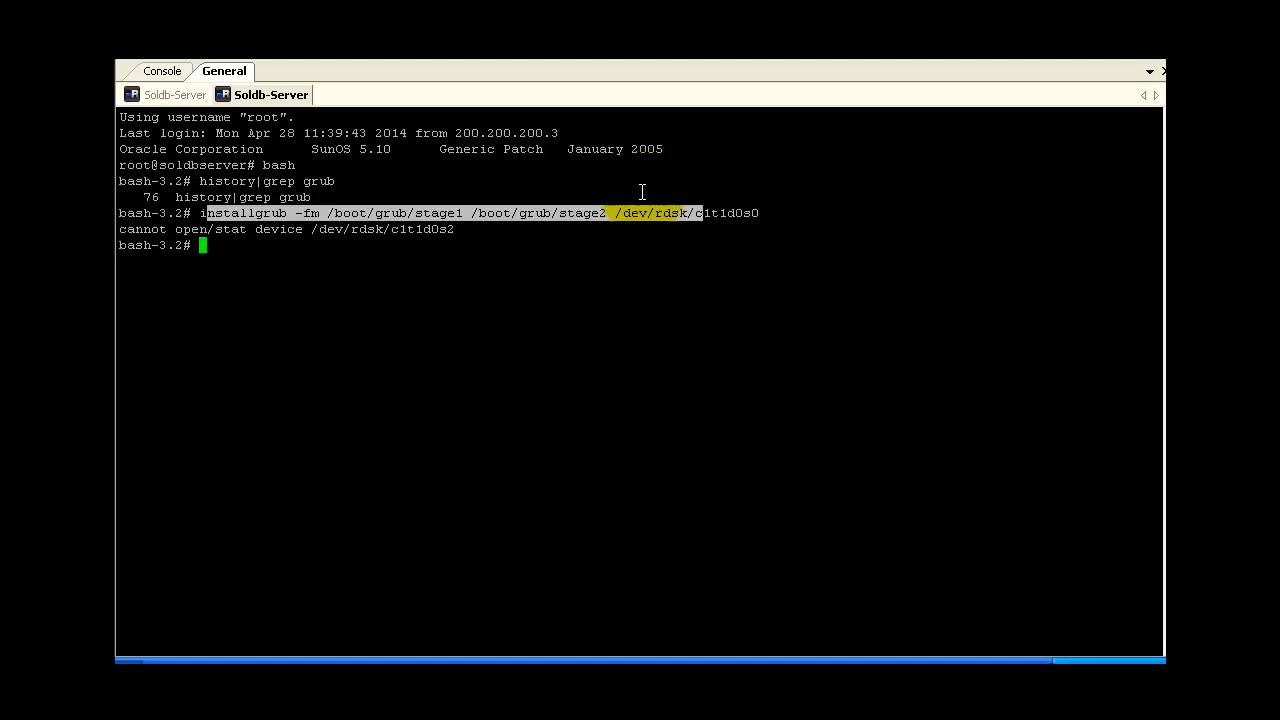 Console General
Soldb-Server Soldb-Server
Using username "root".
Last login: Mon Apr 28 11:39:43 2014 from 200.200.200.3
Oracle Corporation      SunOS 5.10      Generic Patch   January 2005
root@soldbserver# bash
bash-3.2# history|grep grub
   76  history|grep grub
bash-3.2# installgrub -fm /boot/grub/stage1 /boot/grub/stage2 /dev/rdsk/c1t1d0s0
cannot open/stat device /dev/rdsk/c1t1d0s2
bash-3.2#